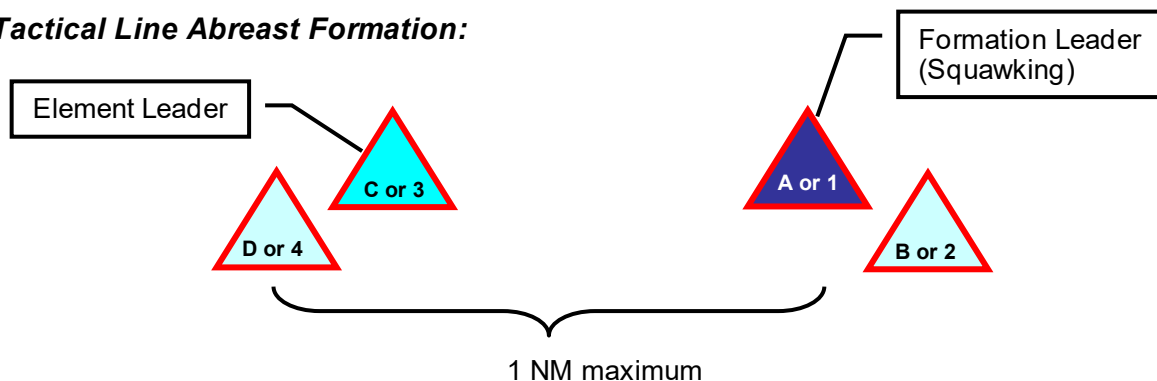 Tactical Line Abreast Formation:
Formation Leader
(Squawking)
Element Leader
C or 3
A or 1
D or 4
B or 2
1 NM maximum